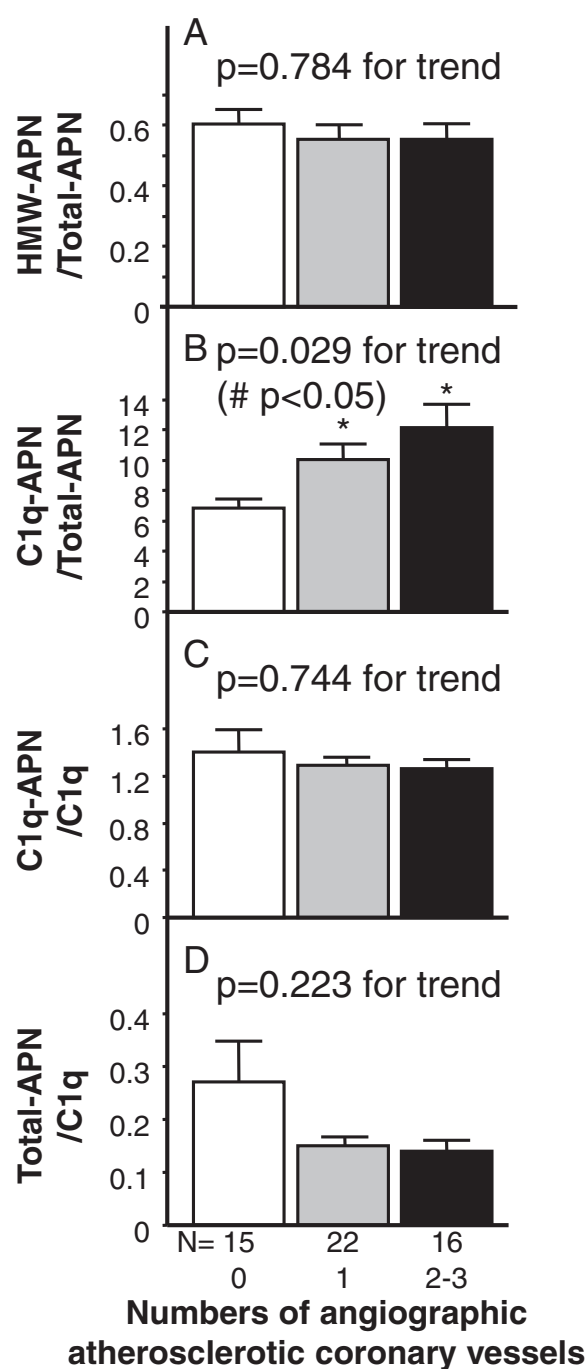 A
p=0.784 for trend
HMW-APN
/Total-APN
0.6
0.4
0.2
0
B p=0.029 for trend
(# p<0.05)
* *
C1q-APN
/Total-APN
14
12
10
8
6
4
2
0
C
p=0.744 for trend
C1q-APN
/C1q
1.6
1.2
0.8
0.4
0
D
p=0.223 for trend
Total-APN
/C1q
0.4
0.3
0.2
0.1
0
N= 15 22 16
0 1 2-3
Numbers of angiographic
atherosclerotic coronary vessels